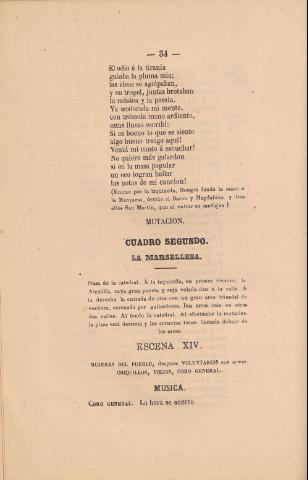 — 34 —
El odio á la tiranía
guiaba la pluma mia;
las ideas se agolpaban,
y en tropel, juntas brotaban
la música y la poesía.
Ya acalorada mi mente,
con trémula mano ardiente,
estas líneas escribí:
Si es bueno lo que se siente
algo bueno traigo aquí!
Venid mi canto á escuchar!
No quiero más galardon
si en la masa popular
un eco logran hallar
las notas de mi cancion!
(Entran por la izquierda, Rouget dando la mano á
la Marquesa, detrás el Baron y Magdalena, y tras
ellos San Martin, que al entrar se santigua.)
MUTACION.
CUADRO SEGUNDO.
LA MARSELLESA.
Plaza de la catedral. Á la izquierda, en primer término, la
Alcaldía, cuya gran puerta y reja volada dan á la calle. Á
la derecha la entrada de otra con un gran arco triunfal de
verdura, coronado por gallardetes. Dos arcos más en otras
dos calles. Al fondo la catedral. Al efectuarse la mutacion
la plaza está desierta y las cornetas tocan llamada debajo de
los arcos.
ESCENA XIV.
MUJERES DEL PUEBLO, despues VOLUNTARIOS con armas,
CHIQUILLOS, VIEJOS, CORO GENERAL.
MUSICA.
CORO GENERAL. La hora se acerca